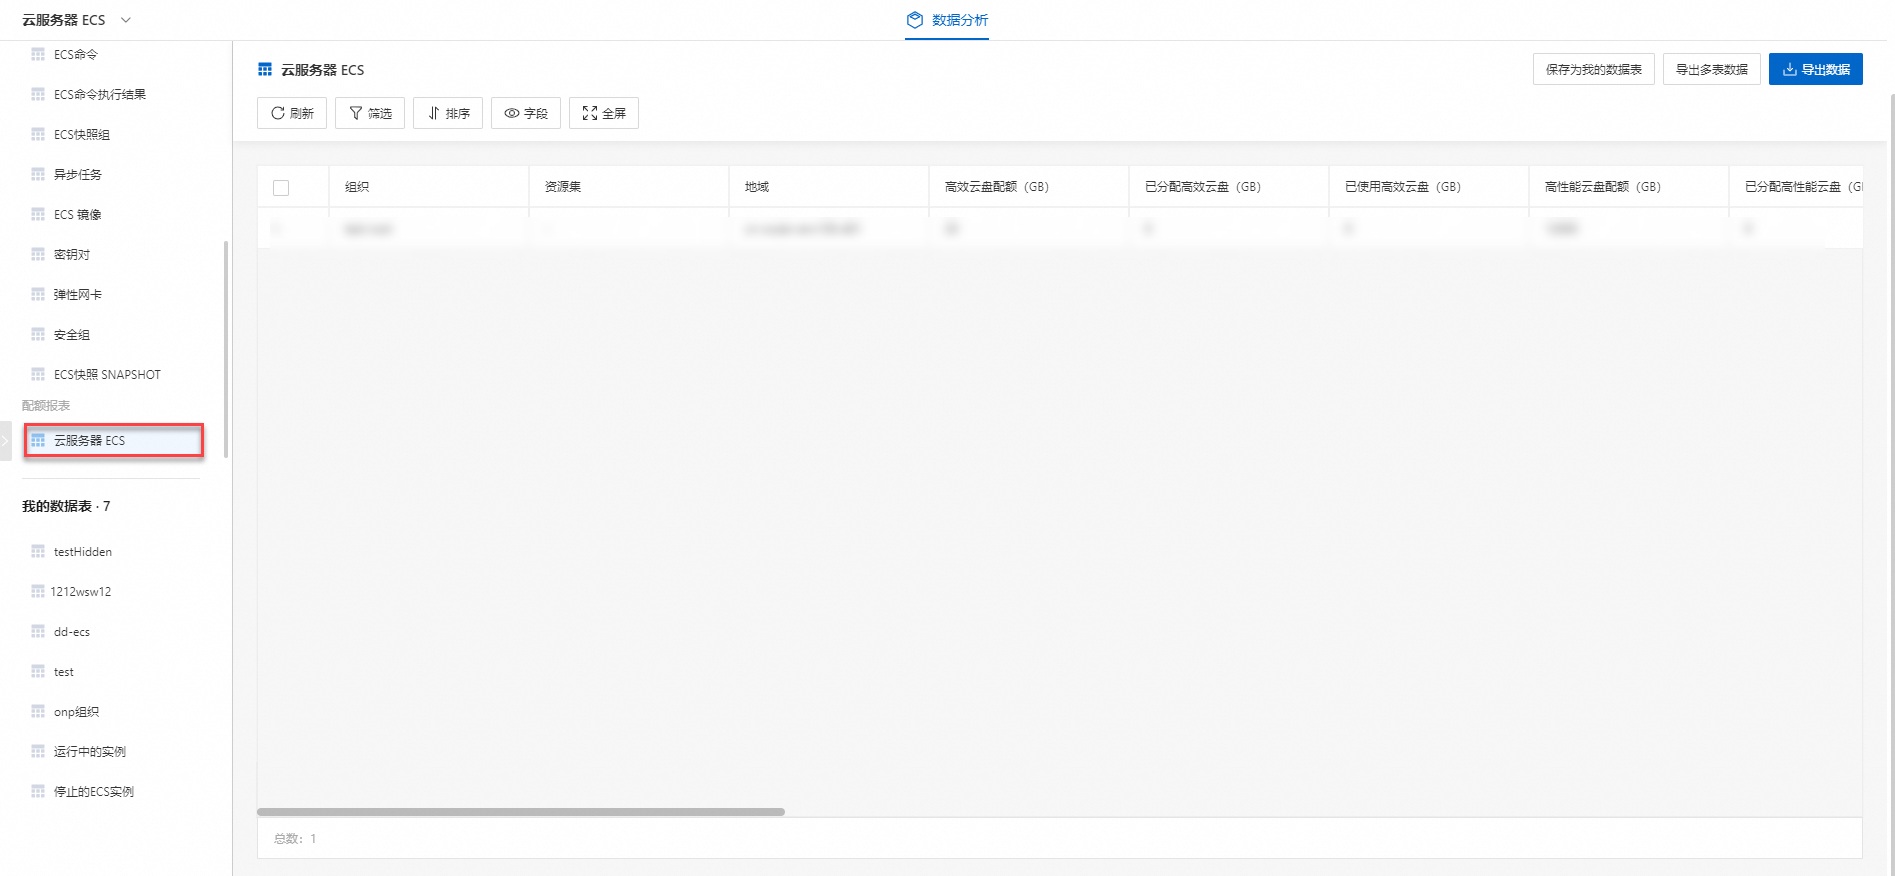 云服务器 ECS
数据分析
ECS命令
ECS命令执行结果
ECS快照组
异步任务
ECS 镜像
密钥对
弹性网卡
安全组
ECS快照 SNAPSHOT
配额报表
云服务器 ECS
我的数据表 · 7
testHidden
1212wsw12
dd-ecs
test
onp组织
运行中的实例
停止的ECS实例
云服务器 ECS
保存为我的数据表 导出多表数据 导出数据
刷新 筛选 排序 字段 全屏
组织 资源集 地域 高效云盘配额（GB） 已分配高效云盘（GB） 已使用高效云盘（GB） 高性能云盘配额（GB） 已分配高性能云盘（GI
总数：1